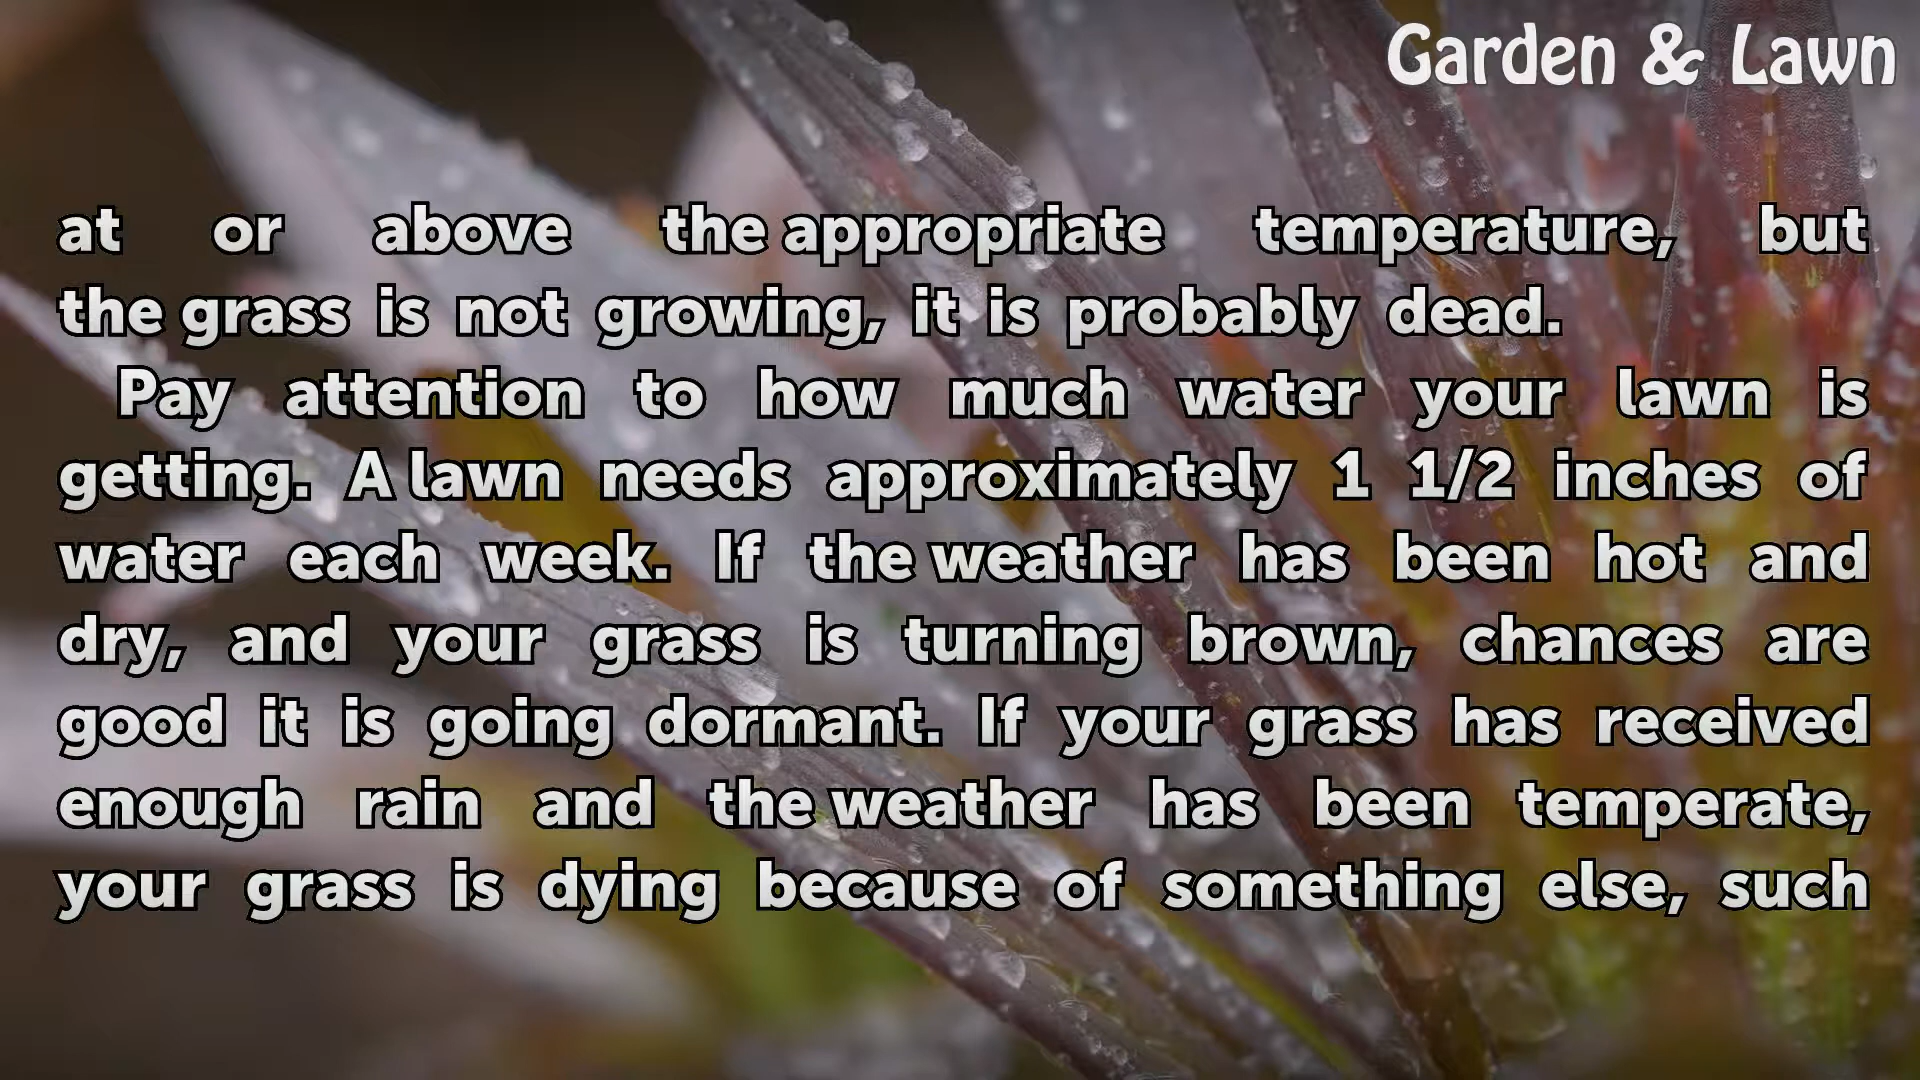 Garden & Lawn
at or above the appropriate temperature, but
the grass is not growing, it is probably dead.
Pay attention to how much water your lawn is
getting. A lawn needs approximately 1 1/2 inches of
water each week. If the weather has been hot and
dry, and your grass is turning brown, chances are
good it is going dormant. If your grass has received
enough rain and the weather has been temperate,
your grass is dying because of something else, such